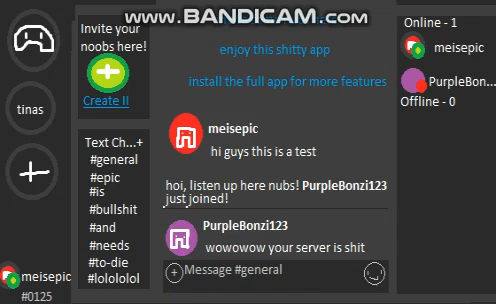 www.BANDICAM.com
Invite your
noobs here!
Create II
tinas
enjoy this shitty app
install the full app for more features
Online - 1
meisepic
PurpleBonz
Offline - 0
meisepic
hi guys this is a test
Text Ch...+
#general
#epic
#is
#bullshit
#and
#needs
#to-die
#lolololol
hoi, listen up here nubs! PurpleBonzi123
just joined!
PurpleBonzi123
wowowow your server is shit
Message #general
meisepic
#0125